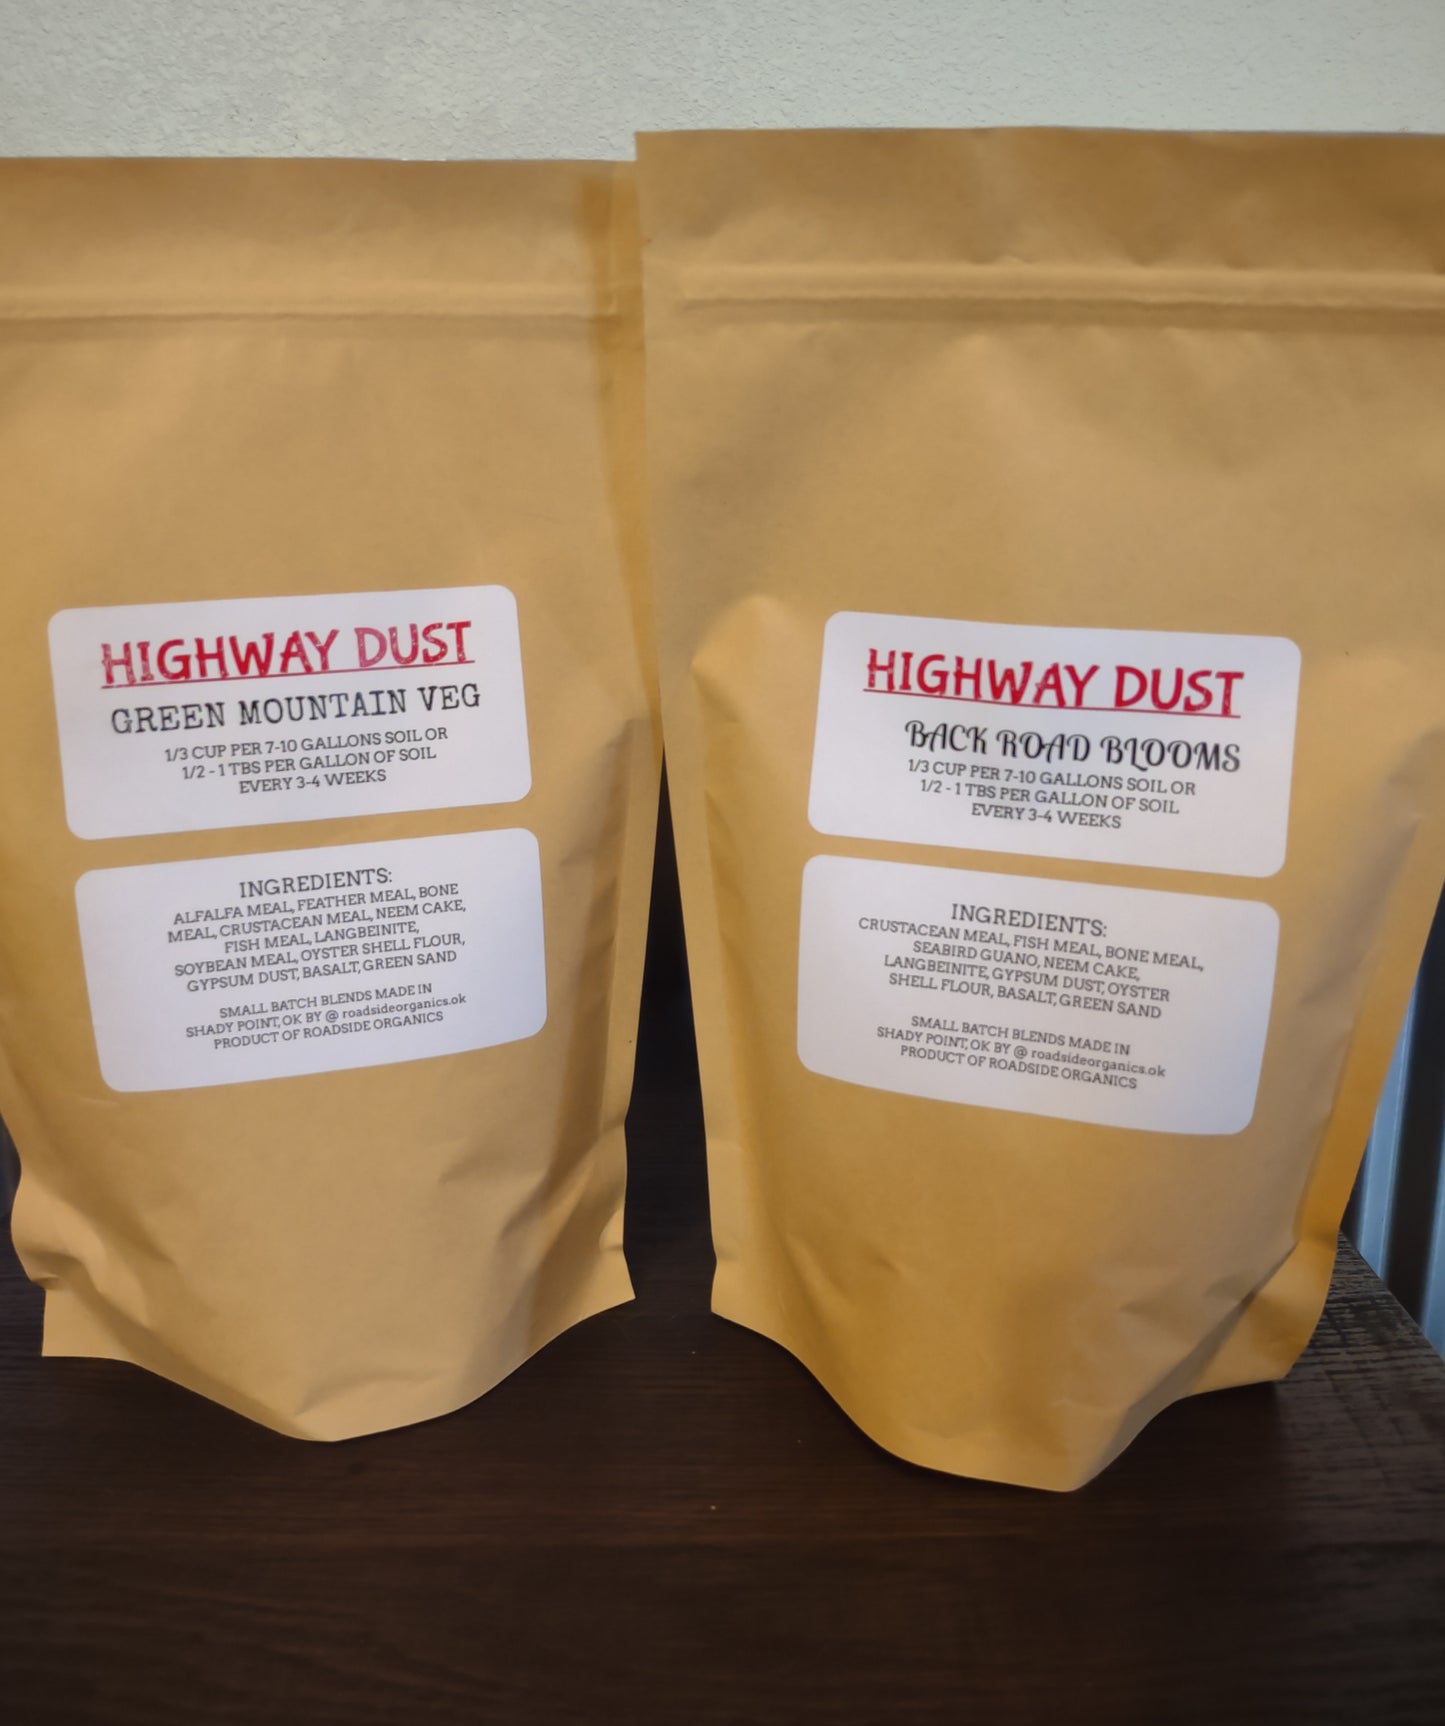 HIGHWAY DUST
GREEN MOUNTAIN VEG
1/3 CUP PER 7-10 GALLONS SOIL OR
1/2 - 1 TBS PER GALLON OF SOIL
EVERY 3-4 WEEKS
INGREDIENTS:
ALFALFA MEAL, FEATHER MEAL, BONE
MEAL, CRUSTACEAN MEAL, NEEM CAKE,
FISH MEAL, LANGBEINITE,
SOYBEAN MEAL, OYSTER SHELL FLOUR,
GYPSUM DUST, BASALT, GREEN SAND
SMALL BATCH BLENDS MADE IN
SHADY POINT, OK BY @ roadsideorganics.ok
PRODUCT OF ROADSIDE ORGANICS
HIGHWAY DUST
BACK ROAD BLOOMS
1/3 CUP PER 7-10 GALLONS SOIL OR
1/2 - 1 TBS PER GALLON OF SOIL
EVERY 3-4 WEEKS
INGREDIENTS:
CRUSTACEAN MEAL, FISH MEAL, BONE MEAL,
SEABIRD GUANO, NEEM CAKE,
LANGBEINITE, GYPSUM DUST, OYSTER
SHELL FLOUR, BASALT, GREEN SAND
SMALL BATCH BLENDS MADE IN
SHADY POINT, OK BY @ roadsideorganics.ok
PRODUCT OF ROADSIDE ORGANICS